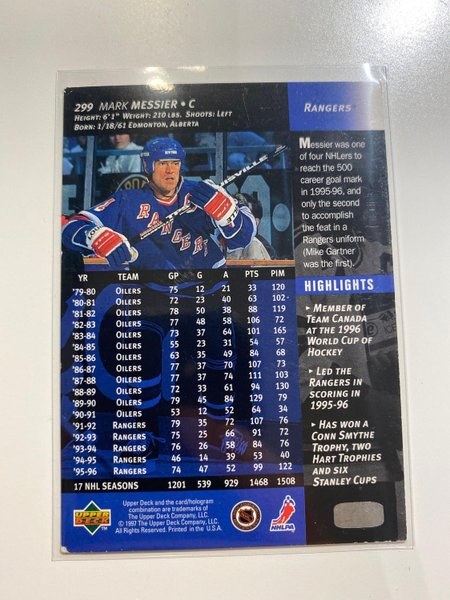 299 MARK MESSIER • C
HEIGHT: 6'1" WEIGHT: 210 LBS. SHOOTS: LEFT
BORN: 1/18/61 EDMONTON, ALBERTA
RANGERS
Messier was one
of four NHLers to
reach the 500
career goal mark
in 1995-96, and
only the second
to accomplish
the feat in a
Rangers uniform
(Mike Gartner
was the first).
RANGERS
YR TEAM GP G A PTS PIM
'79-80 OILERS 75 12 21 33 120
'80-81 OILERS 72 23 40 63 102
'81-82 OILERS 78 50 38 88 119
'82-83 OILERS 77 48 58 106 72
'83-84 OILERS 73 37 64 101 165
'84-85 OILERS 55 23 31 54 57
'85-86 OILERS 63 35 49 84 68
'86-87 OILERS 77 37 70 107 73
'87-88 OILERS 77 37 74 111 103
'88-89 OILERS 72 33 61 94 130
'89-90 OILERS 79 45 84 129 79
'90-91 OILERS 53 12 52 64 34
'91-92 RANGERS 79 35 72 107 76
'92-93 RANGERS 75 25 66 91 72
'93-94 RANGERS 76 26 58 84 76
'94-95 RANGERS 46 14 39 53 40
'95-96 RANGERS 74 47 52 99 122
17 NHL SEASONS 1201 539 929 1468 1508
HIGHLIGHTS
▸ MEMBER OF
TEAM CANADA
AT THE 1996
WORLD CUP OF
HOCKEY
▸ LED THE
RANGERS IN
SCORING IN
1995-96
▸ HAS WON A
CONN SMYTHE
TROPHY, TWO
HART TROPHIES
AND SIX
STANLEY CUPS
UPPER
DECK
TM
Upper Deck and the card/hologram
combination are trademarks of
The Upper Deck Company, LLC.
© 1997 The Upper Deck Company, LLC.
All Rights Reserved. Printed in the U.S.A.
NHLPA